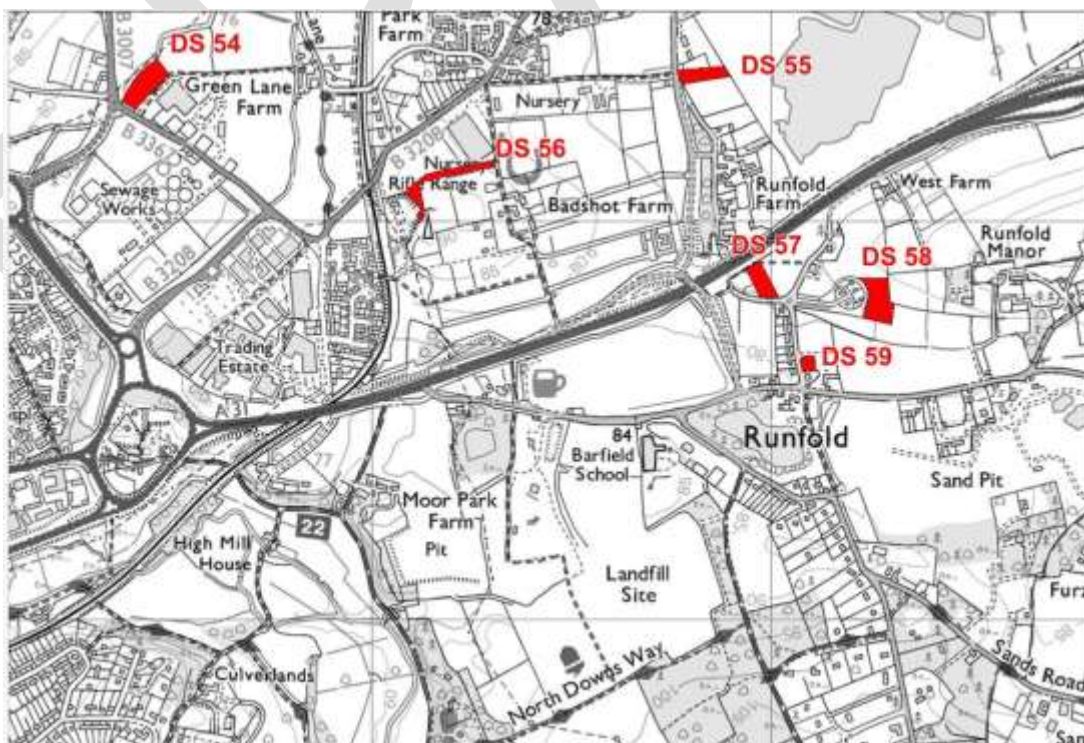 B 3007
76
Lane
Park
Farm
78
DS 54
Green Lane
Farm
DS 55
Nursery
B 3208
Nursery
DS 56
Rifle Range
Sewage
Works
B 3208
Badshot Farm
Runfold
Farm
West Farm
DS 57
DS 58
Runfold
Manor
Trading
Estate
DS 59
A 31
84
Barfield
School
Runfold
Sand Pit
Moor Park
Farm
Pit
22
High Mill
House
Landfill
Site
Culverlands
North Downs Way
Sands Road